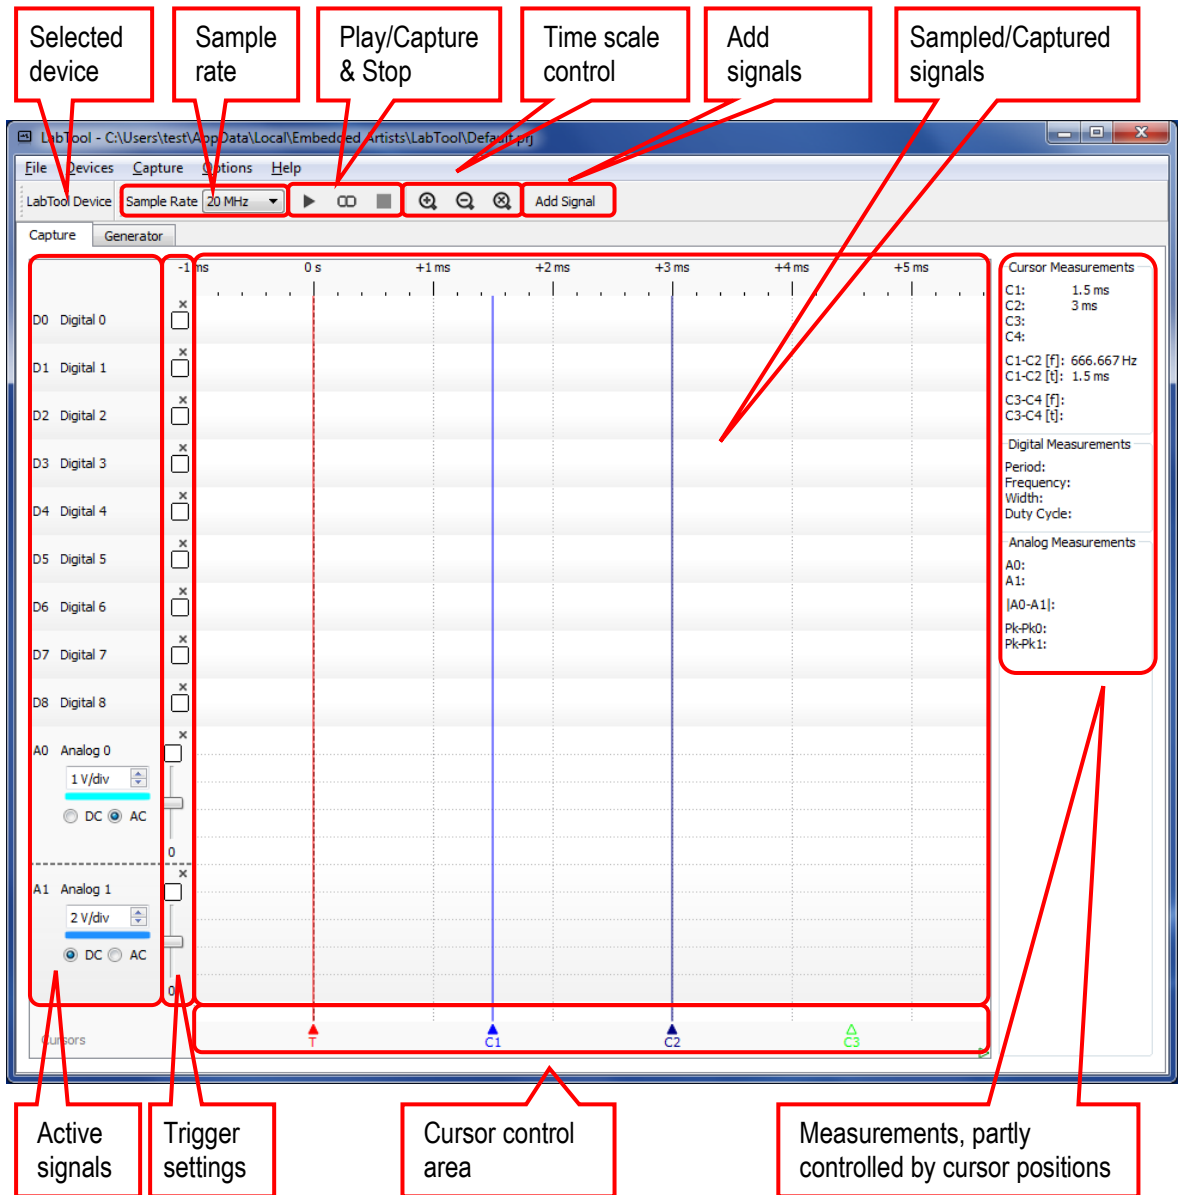 Selected device
Sample rate
Play/Capture & Stop
Time scale control
Add signals
Sampled/Captured signals
LabTool - C:\Users\test\AppData\Local\Embedded Artists\LabTool\Default.prj
File Devices Capture Options Help
LabTool Device Sample Rate 20 MHz Add Signal
Capture Generator
-1 ms 0 s +1 ms +2 ms +3 ms +4 ms +5 ms
D0 Digital 0
D1 Digital 1
D2 Digital 2
D3 Digital 3
D4 Digital 4
D5 Digital 5
D6 Digital 6
D7 Digital 7
D8 Digital 8
A0 Analog 0
1 V/div
DC AC
0
A1 Analog 1
2 V/div
DC AC
0
Cursors
T C1 C2 C3
Cursor Measurements
C1: 1.5 ms
C2: 3 ms
C3:
C4:
C1-C2 [f]: 666.667 Hz
C1-C2 [t]: 1.5 ms
C3-C4 [f]:
C3-C4 [t]:
Digital Measurements
Period:
Frequency:
Width:
Duty Cycle:
Analog Measurements
A0:
A1:
|A0-A1|:
Pk-Pk0:
Pk-Pk1:
Active signals
Trigger settings
Cursor control area
Measurements, partly controlled by cursor positions